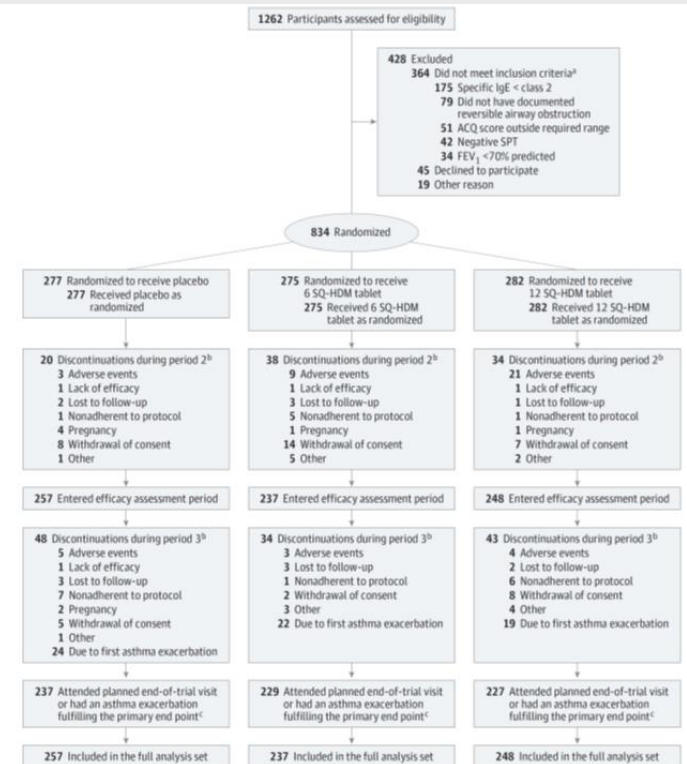 1262 Participants assessed for eligibility
428 Excluded
364 Did not meet inclusion criteriaᵃ
175 Specific IgE < class 2
79 Did not have documented
reversible airway obstruction
51 ACQ score outside required range
42 Negative SPT
34 FEV₁ <70% predicted
45 Declined to participate
19 Other reason
834 Randomized
277 Randomized to receive placebo
277 Received placebo as
randomized
275 Randomized to receive
6 SQ-HDM tablet
275 Received 6 SQ-HDM
tablet as randomized
282 Randomized to receive
12 SQ-HDM tablet
282 Received 12 SQ-HDM
tablet as randomized
20 Discontinuations during period 2ᵇ
3 Adverse events
1 Lack of efficacy
2 Lost to follow-up
1 Nonadherent to protocol
4 Pregnancy
8 Withdrawal of consent
1 Other
38 Discontinuations during period 2ᵇ
9 Adverse events
1 Lack of efficacy
3 Lost to follow-up
5 Nonadherent to protocol
1 Pregnancy
14 Withdrawal of consent
5 Other
34 Discontinuations during period 2ᵇ
21 Adverse events
1 Lack of efficacy
1 Lost to follow-up
1 Nonadherent to protocol
1 Pregnancy
7 Withdrawal of consent
2 Other
257 Entered efficacy assessment period
237 Entered efficacy assessment period
248 Entered efficacy assessment period
48 Discontinuations during period 3ᵇ
5 Adverse events
1 Lack of efficacy
3 Lost to follow-up
7 Nonadherent to protocol
2 Pregnancy
5 Withdrawal of consent
1 Other
24 Due to first asthma exacerbation
34 Discontinuations during period 3ᵇ
3 Adverse events
3 Lost to follow-up
1 Nonadherent to protocol
2 Withdrawal of consent
3 Other
22 Due to first asthma exacerbation
43 Discontinuations during period 3ᵇ
4 Adverse events
2 Lost to follow-up
6 Nonadherent to protocol
8 Withdrawal of consent
4 Other
19 Due to first asthma exacerbation
237 Attended planned end-of-trial visit
or had an asthma exacerbation
fulfilling the primary end pointᶜ
229 Attended planned end-of-trial visit
or had an asthma exacerbation
fulfilling the primary end pointᶜ
227 Attended planned end-of-trial visit
or had an asthma exacerbation
fulfilling the primary end pointᶜ
257 Included in the full analysis set
237 Included in the full analysis set
248 Included in the full analysis set